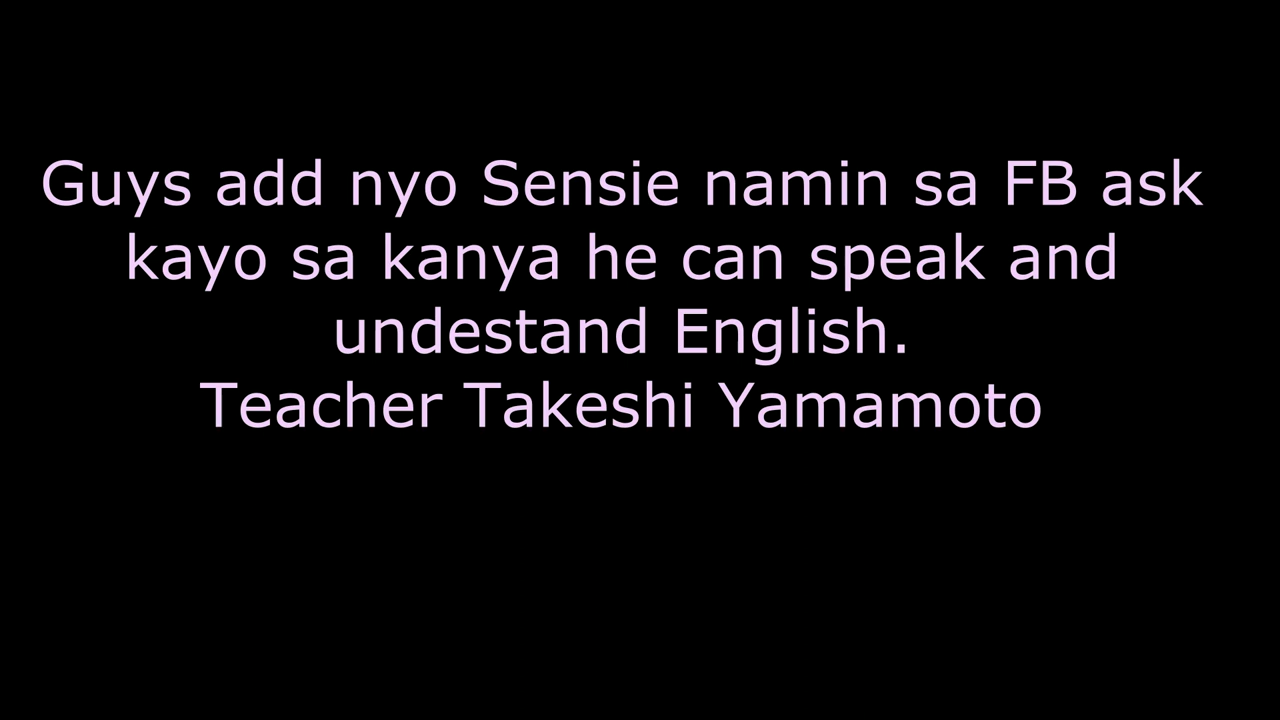 Guys add nyo Sensie namin sa FB ask
kayo sa kanya he can speak and
undestand English.
Teacher Takeshi Yamamoto